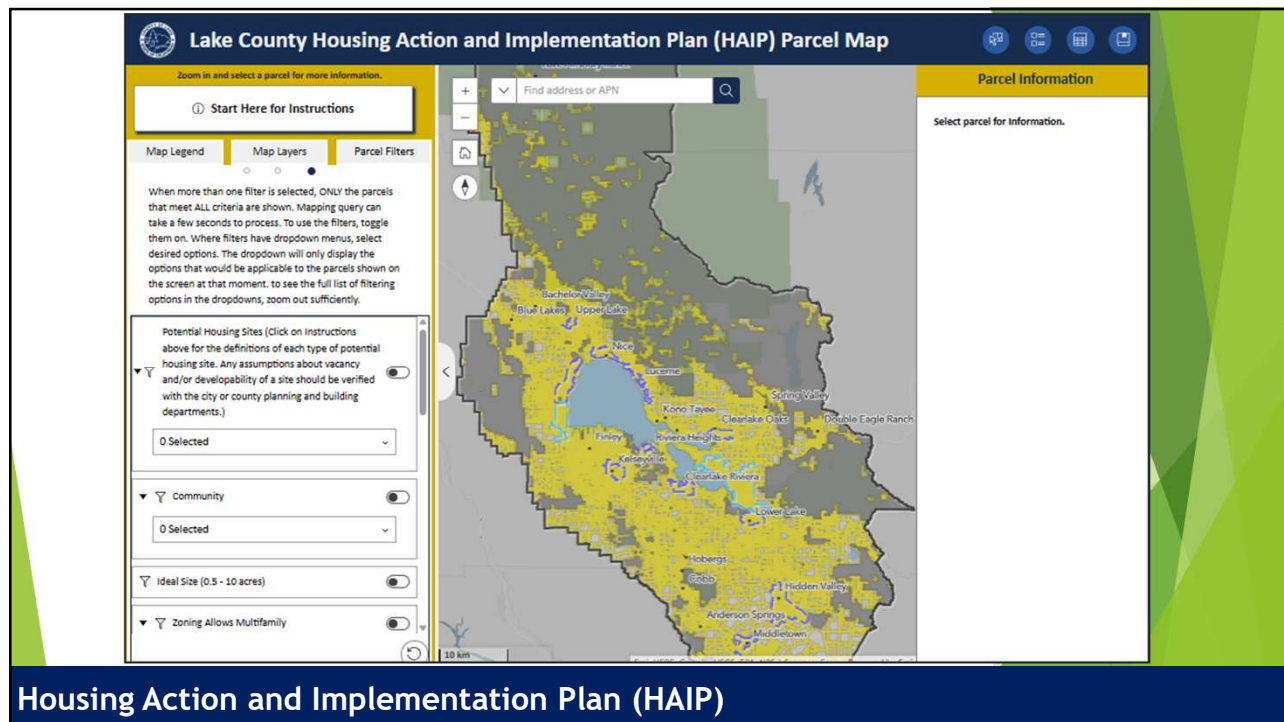 Lake County Housing Action and Implementation Plan (HAIP) Parcel Map
Zoom in and select a parcel for more information.
Start Here for Instructions
Map Legend
Map Layers
Parcel Filters
When more than one filter is selected, ONLY the parcels
that meet ALL criteria are shown. Mapping query can
take a few seconds to process. To use the filters, toggle
them on. Where filters have dropdown menus, select
desired options. The dropdown will only display the
options that would be applicable to the parcels shown on
the screen at that moment. to see the full list of filtering
options in the dropdowns, zoom out sufficiently.
Potential Housing Sites (Click on Instructions
above for the definitions of each type of potential
housing site. Any assumptions about vacancy
and/or developability of a site should be verified
with the city or county planning and building
departments.)
0 Selected
Community
0 Selected
Ideal Size (0.5 - 10 acres)
Zoning Allows Multifamily
Find address or APN
Bachelor Valley
Blue Lakes
Upper Lake
Nice
Lucerne
Spring Valley
Kono Tayee
Clearlake Oaks
Double Eagle Ranch
Finley
Riviera Heights
Kelseyville
Clearlake Riviera
Lower Lake
Hobergs
Cobb
Hidden Valley
Anderson Springs
Middletown
10 km
Parcel Information
Select parcel for Information.
Housing Action and Implementation Plan (HAIP)